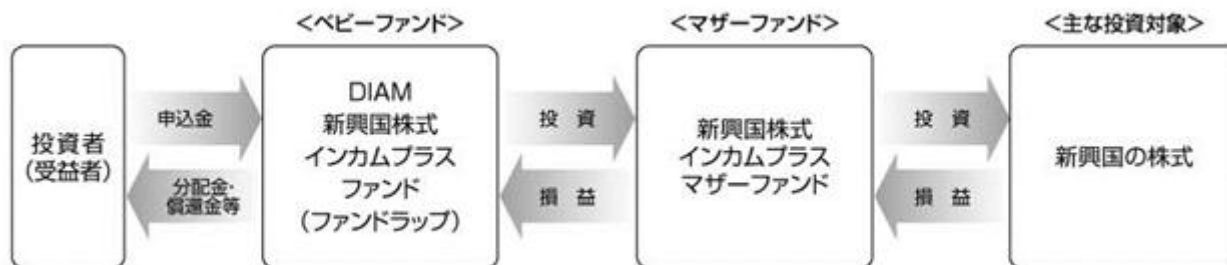 ＜ベビーファンド＞
＜マザーファンド＞
＜主な投資対象＞
投資者
（受益者）
申込金
分配金・
償還金等
DIAM
新興国株式
インカムプラス
ファンド
（ファンドラップ）
投　資
損　益
新興国株式
インカムプラス
マザーファンド
投　資
損　益
新興国の株式